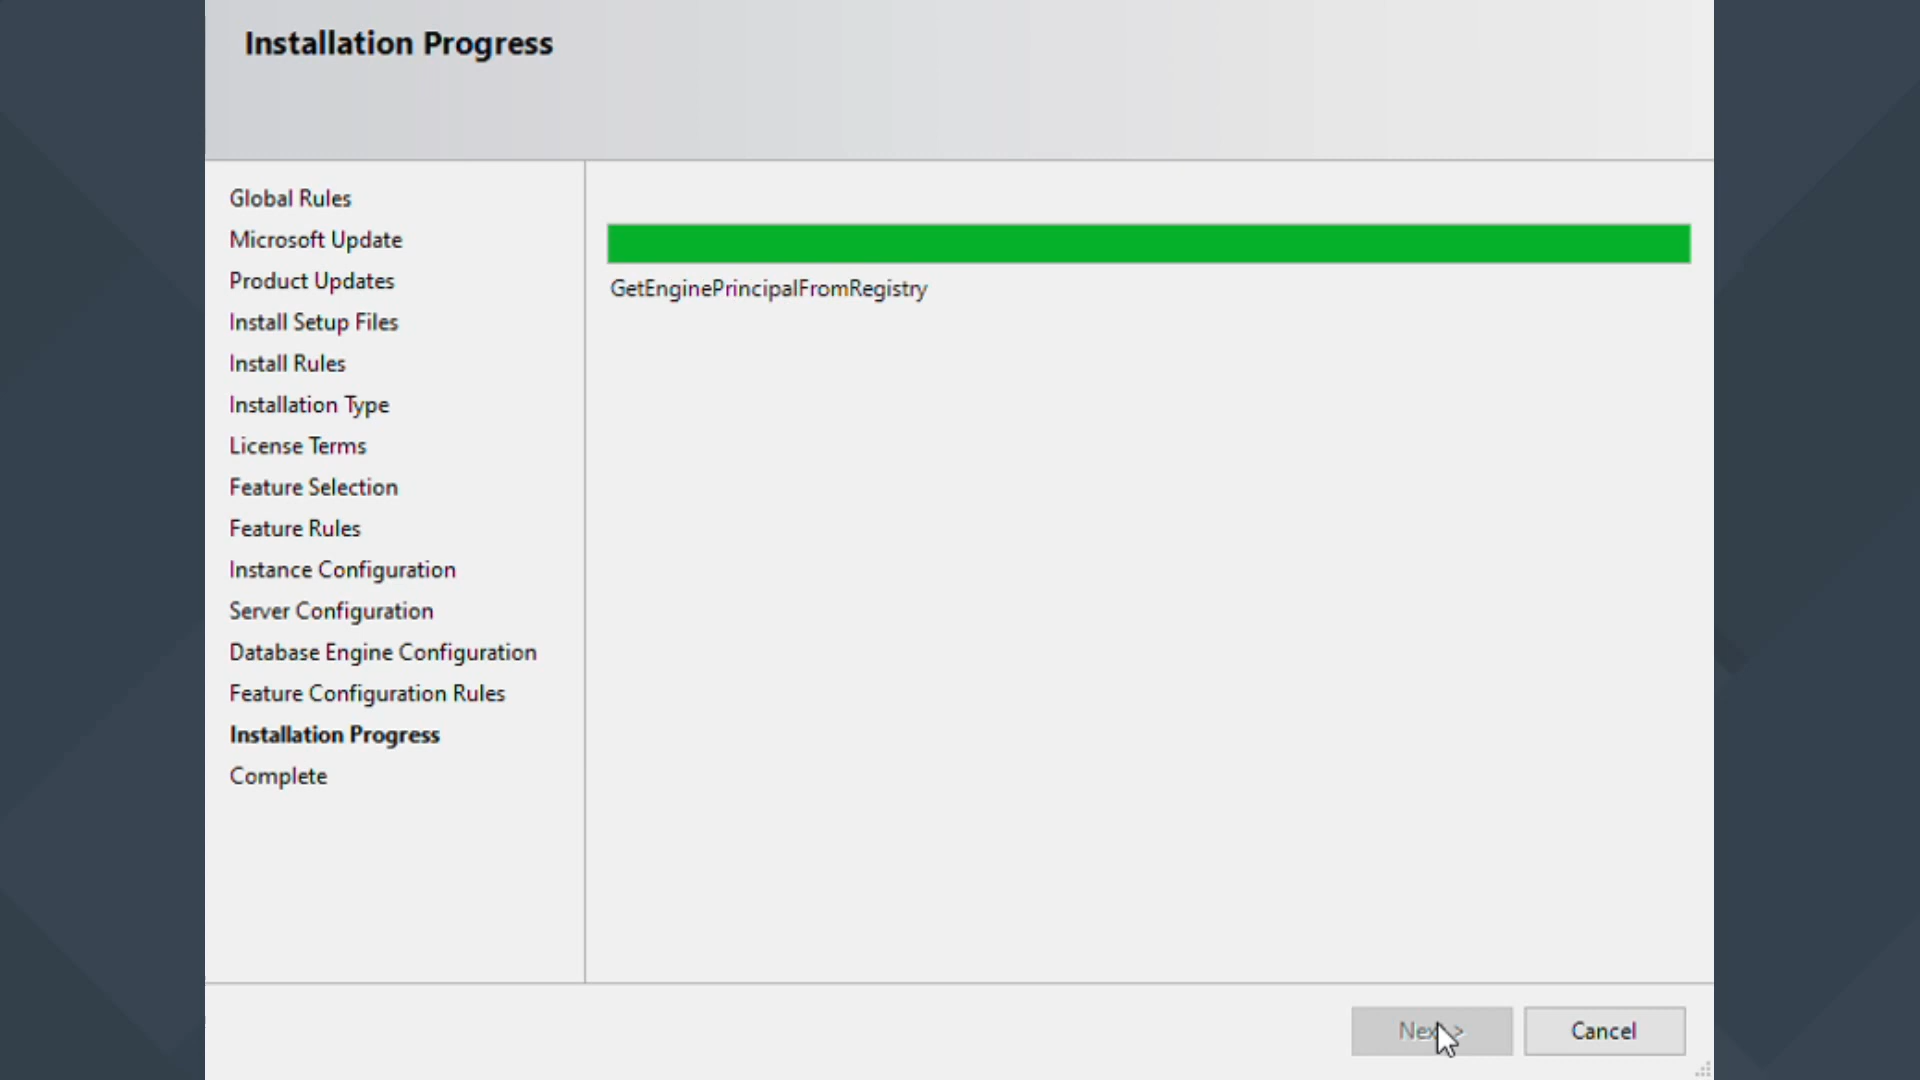 Installation Progress
Global Rules
Microsoft Update
Product Updates
Install Setup Files
Install Rules
Installation Type
License Terms
Feature Selection
Feature Rules
Instance Configuration
Server Configuration
Database Engine Configuration
Feature Configuration Rules
Installation Progress
Complete
GetEnginePrincipalFromRegistry
Next >
Cancel